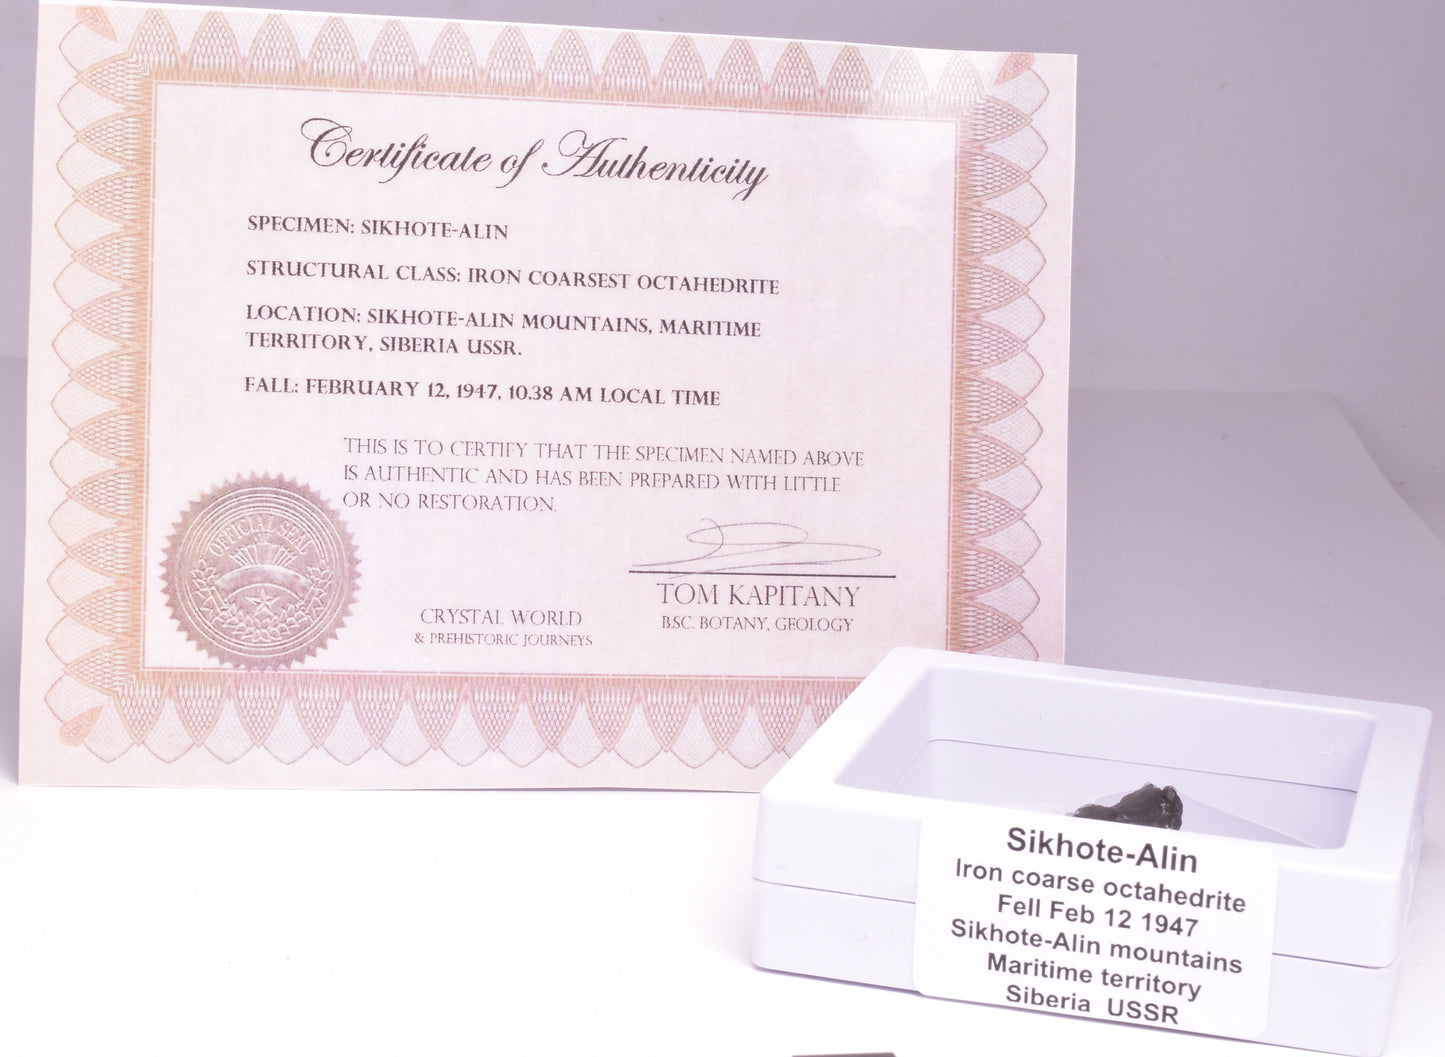 Certificate of Authenticity
SPECIMEN: SIKHOTE-ALIN
STRUCTURAL CLASS: IRON COARSEST OCTAHEDRITE
LOCATION: SIKHOTE-ALIN MOUNTAINS, MARITIME
TERRITORY, SIBERIA USSR.
FALL: FEBRUARY 12, 1947, 10.38 AM LOCAL TIME
THIS IS TO CERTIFY THAT THE SPECIMEN NAMED ABOVE
IS AUTHENTIC AND HAS BEEN PREPARED WITH LITTLE
OR NO RESTORATION.
OFFICIAL SEAL
TOM KAPITANY
B.SC. BOTANY, GEOLOGY
CRYSTAL WORLD
& PREHISTORIC JOURNEYS
Sikhote-Alin
Iron coarse octahedrite
Fell Feb 12 1947
Sikhote-Alin mountains
Maritime territory
Siberia USSR